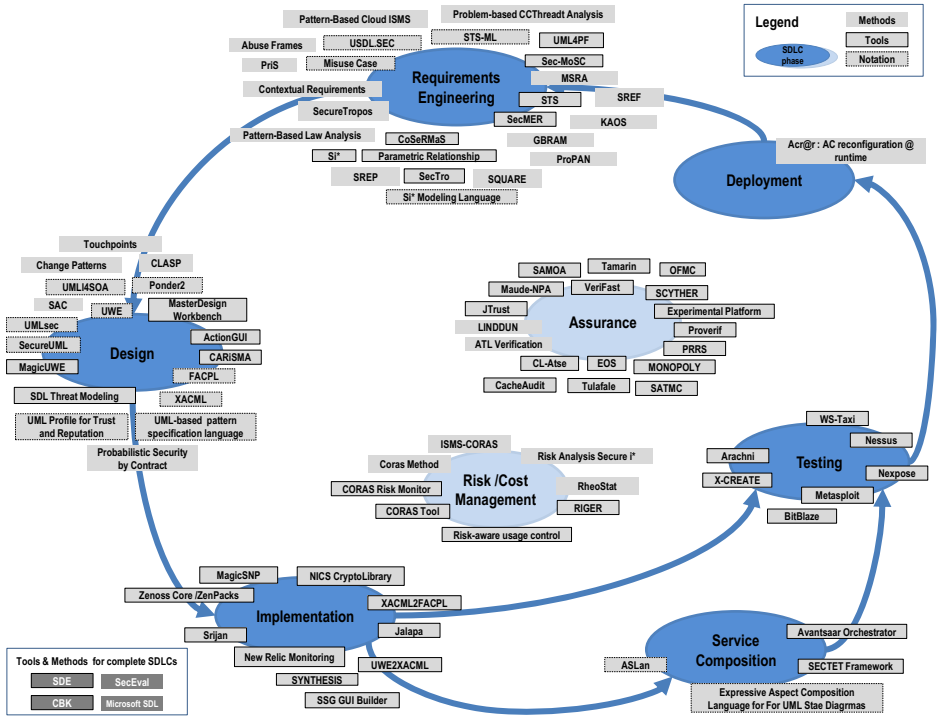 Pattern-Based Cloud ISMS
Problem-based CCThreadt Analysis
Abuse Frames
USDL.SEC
STS-ML
UML4PF
PriS
Misuse Case
Sec-MoSC
Requirements
Engineering
MSRA
Contextual Requirements
STS
SREF
SecureTropos
SecMER
KAOS
Pattern-Based Law Analysis
CoSeRMaS
GBRAM
Si*
Parametric Relationship
ProPAN
SREP
SecTro
SQUARE
Si* Modeling Language
Legend
SDLC
phase
Methods
Tools
Notation
Acr@r : AC reconfiguration @
runtime
Deployment
Touchpoints
Change Patterns
CLASP
UMLI4SOA
Ponder2
SAC
UWE
MasterDesign
Workbench
UMLsec
ActionGUI
SecureUML
Design
CARiSMA
MagicUWE
FACPL
SDL Threat Modeling
XACML
UML Profile for Trust
and Reputation
UML-based pattern
specification language
Probabilistic Security
by Contract
SAMOA
Tamarin
OFMC
Maude-NPA
VeriFast
SCYTHER
JTrust
Experimental Platform
LINDDUN
Assurance
Proverif
ATL Verification
PRRS
CL-Atse
EOS
MONOPOLY
CacheAudit
Tulafale
SATMC
ISMS-CORAS
Coras Method
Risk Analysis Secure i*
CORAS Risk Monitor
Risk /Cost
Management
RheoStat
CORAS Tool
RIGER
Risk-aware usage control
WS-Taxi
Nessus
Arachni
Testing
X-CREATE
Nexpose
Metasploit
BitBlaze
MagicSNP
NICS CryptoLibrary
Zenoss Core /ZenPacks
XACML2FACPL
Implementation
Srijan
Jalapa
New Relic Monitoring
UWE2XACML
SYNTHESIS
SSG GUI Builder
Service
Composition
Avantsaar Orchestrator
ASLan
SECTET Framework
Expressive Aspect Composition
Language for For UML Stae Diagrmas
Tools & Methods for complete SDLCs
SDE
SecEval
CBK
Microsoft SDL